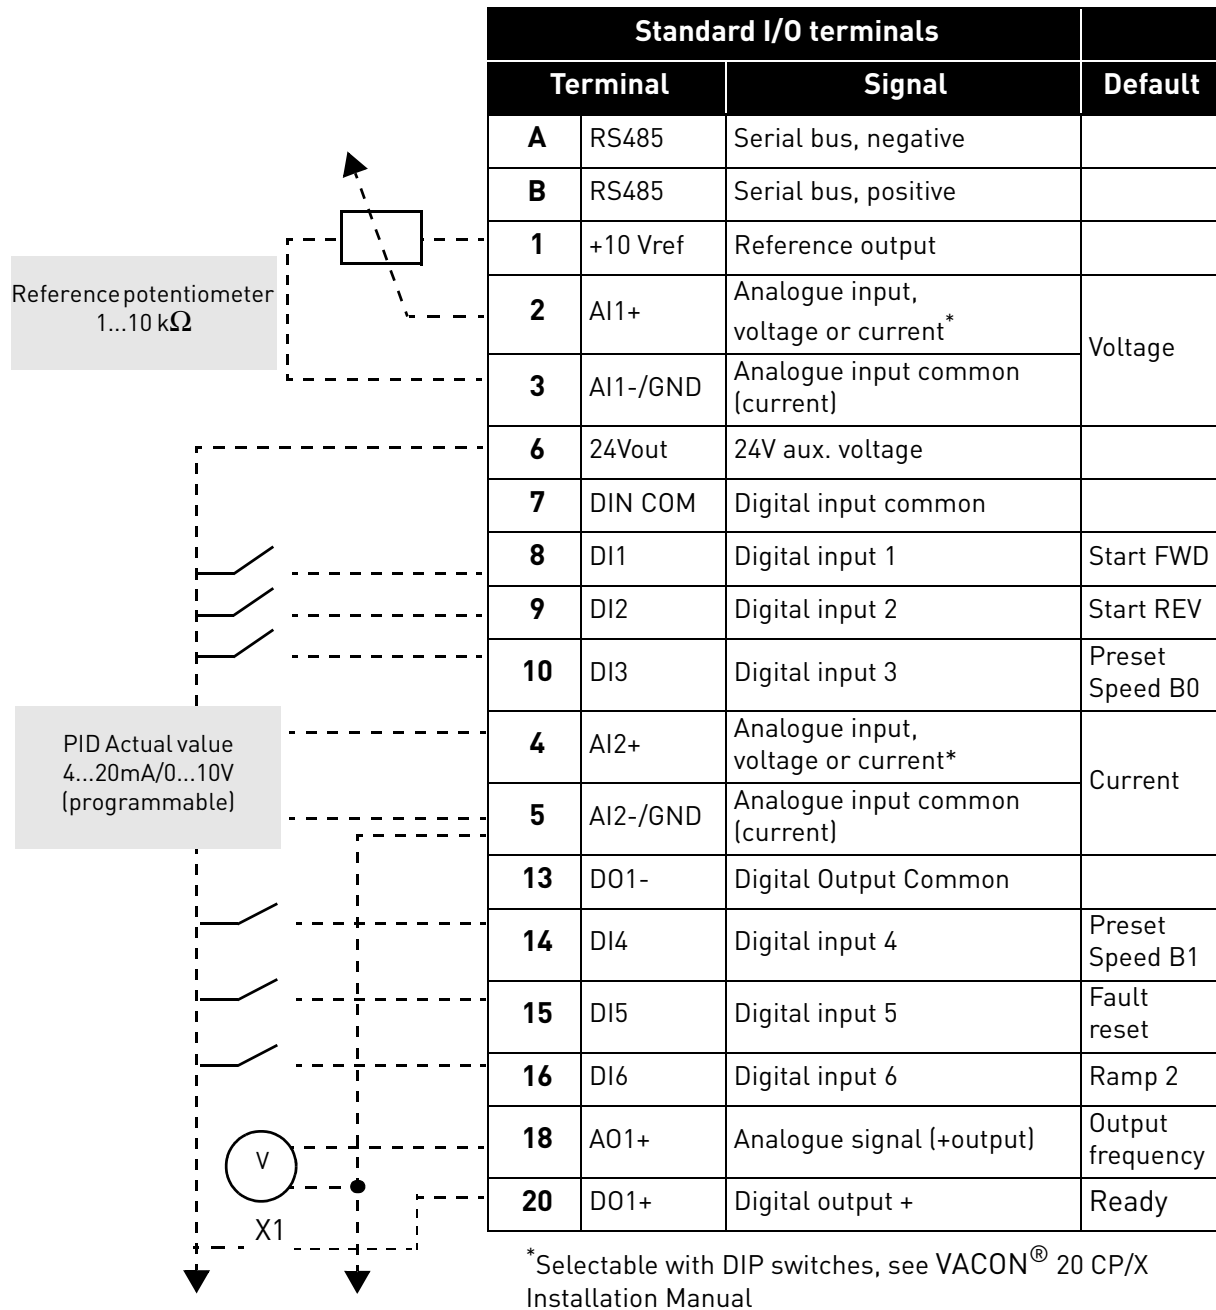 Standard I/O terminals
Terminal Signal Default
A RS485 Serial bus, negative
B RS485 Serial bus, positive
1 +10 Vref Reference output
Reference potentiometer
1...10 kΩ
2 AI1+ Analogue input,
voltage or current*
Voltage
3 AI1-/GND Analogue input common
(current)
6 24Vout 24V aux. voltage
7 DIN COM Digital input common
8 DI1 Digital input 1 Start FWD
9 DI2 Digital input 2 Start REV
10 DI3 Digital input 3 Preset
Speed B0
PID Actual value
4...20mA/0...10V
(programmable)
4 AI2+ Analogue input,
voltage or current*
Current
5 AI2-/GND Analogue input common
(current)
13 DO1- Digital Output Common
14 DI4 Digital input 4 Preset
Speed B1
15 DI5 Digital input 5 Fault
reset
16 DI6 Digital input 6 Ramp 2
V
18 AO1+ Analogue signal (+output) Output
frequency
20 DO1+ Digital output + Ready
X1
*Selectable with DIP switches, see VACON® 20 CP/X
Installation Manual